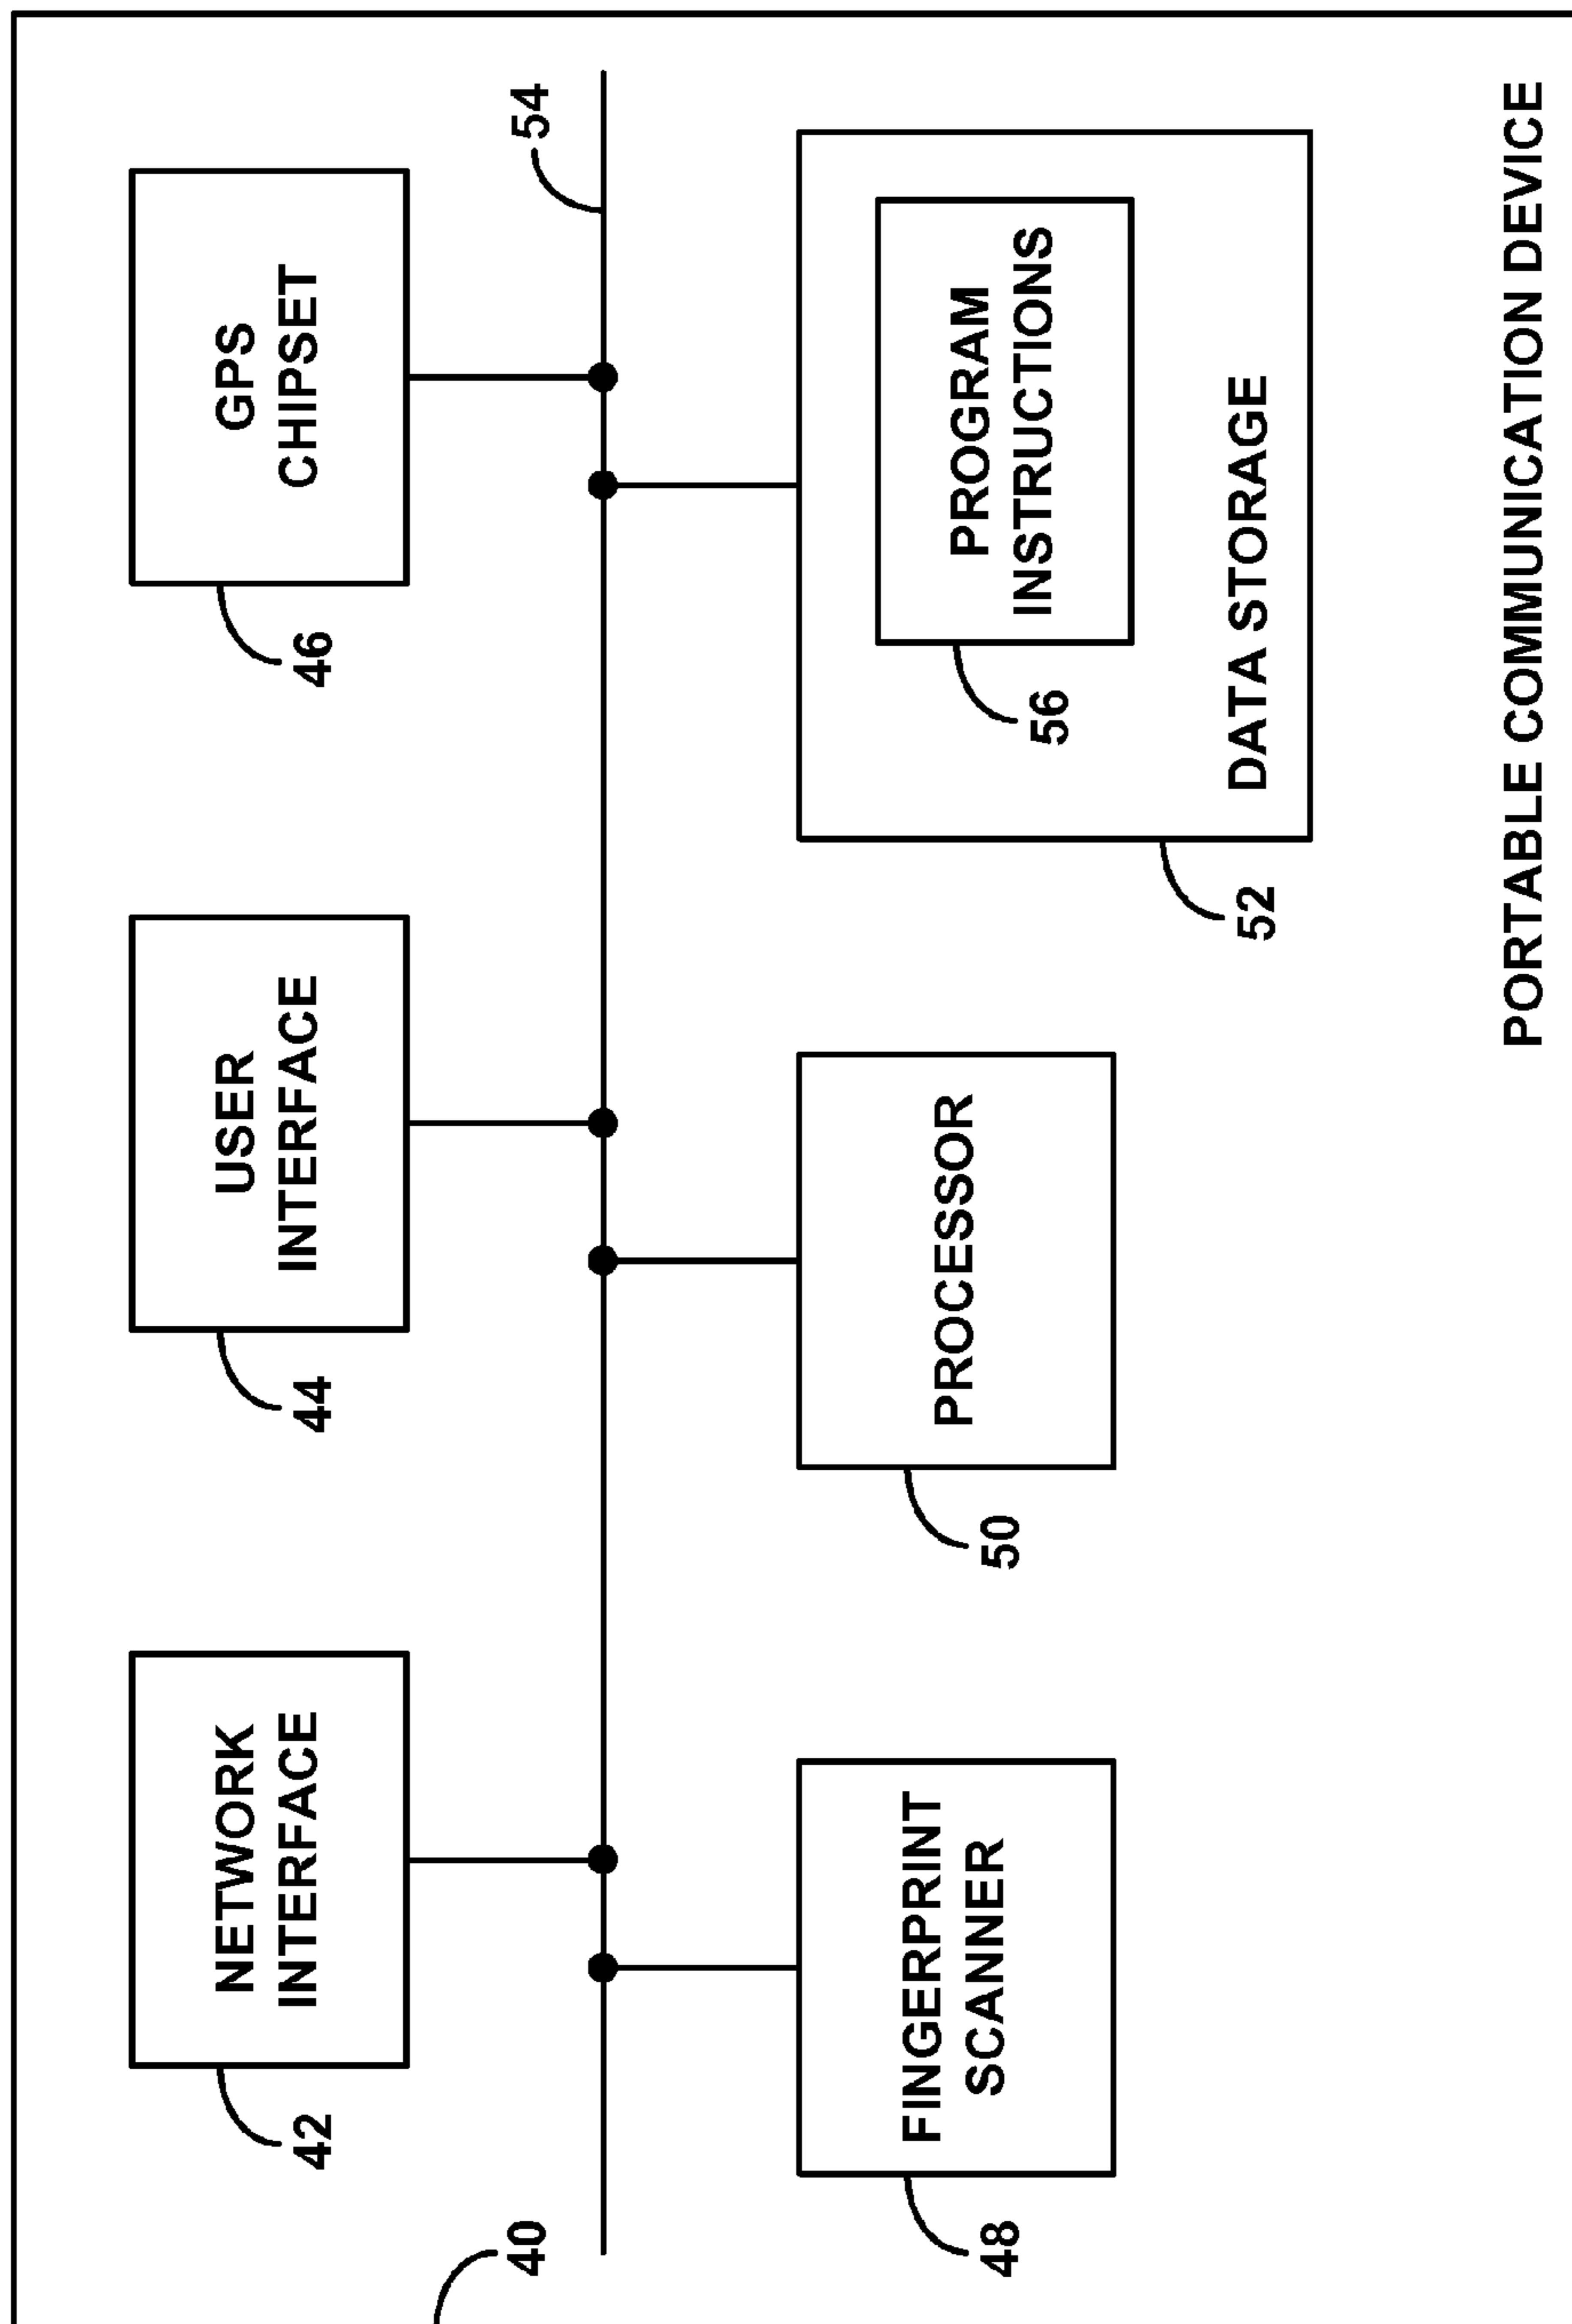 GPS
CHIPSET
46
54
USER
INTERFACE
44
NETWORK
INTERFACE
42
40
PROGRAM
INSTRUCTIONS
56
DATA STORAGE
52
PROCESSOR
50
FINGERPRINT
SCANNER
48
PORTABLE COMMUNICATION DEVICE